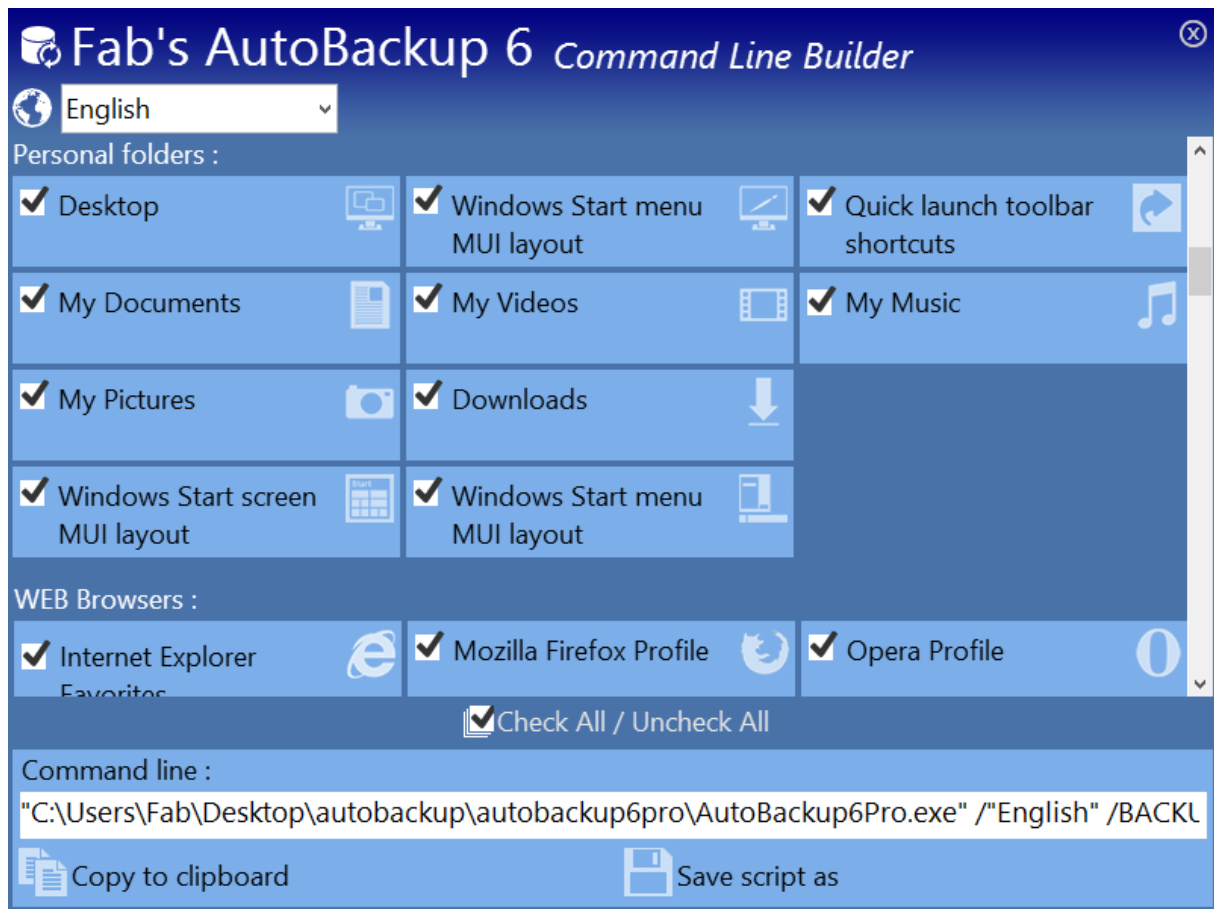 Fab's AutoBackup 6 Command Line Builder
English
Personal folders :
Desktop
Windows Start menu
MUI layout
Quick launch toolbar
shortcuts
My Documents
My Videos
My Music
My Pictures
Downloads
Windows Start screen
MUI layout
Start
Windows Start menu
MUI layout
WEB Browsers :
Internet Explorer
Favorites
Mozilla Firefox Profile
Opera Profile
Check All / Uncheck All
Command line :
"C:\Users\Fab\Desktop\autobackup\autobackup6pro\AutoBackup6Pro.exe" /"English" /BACKU
Copy to clipboard
Save script as